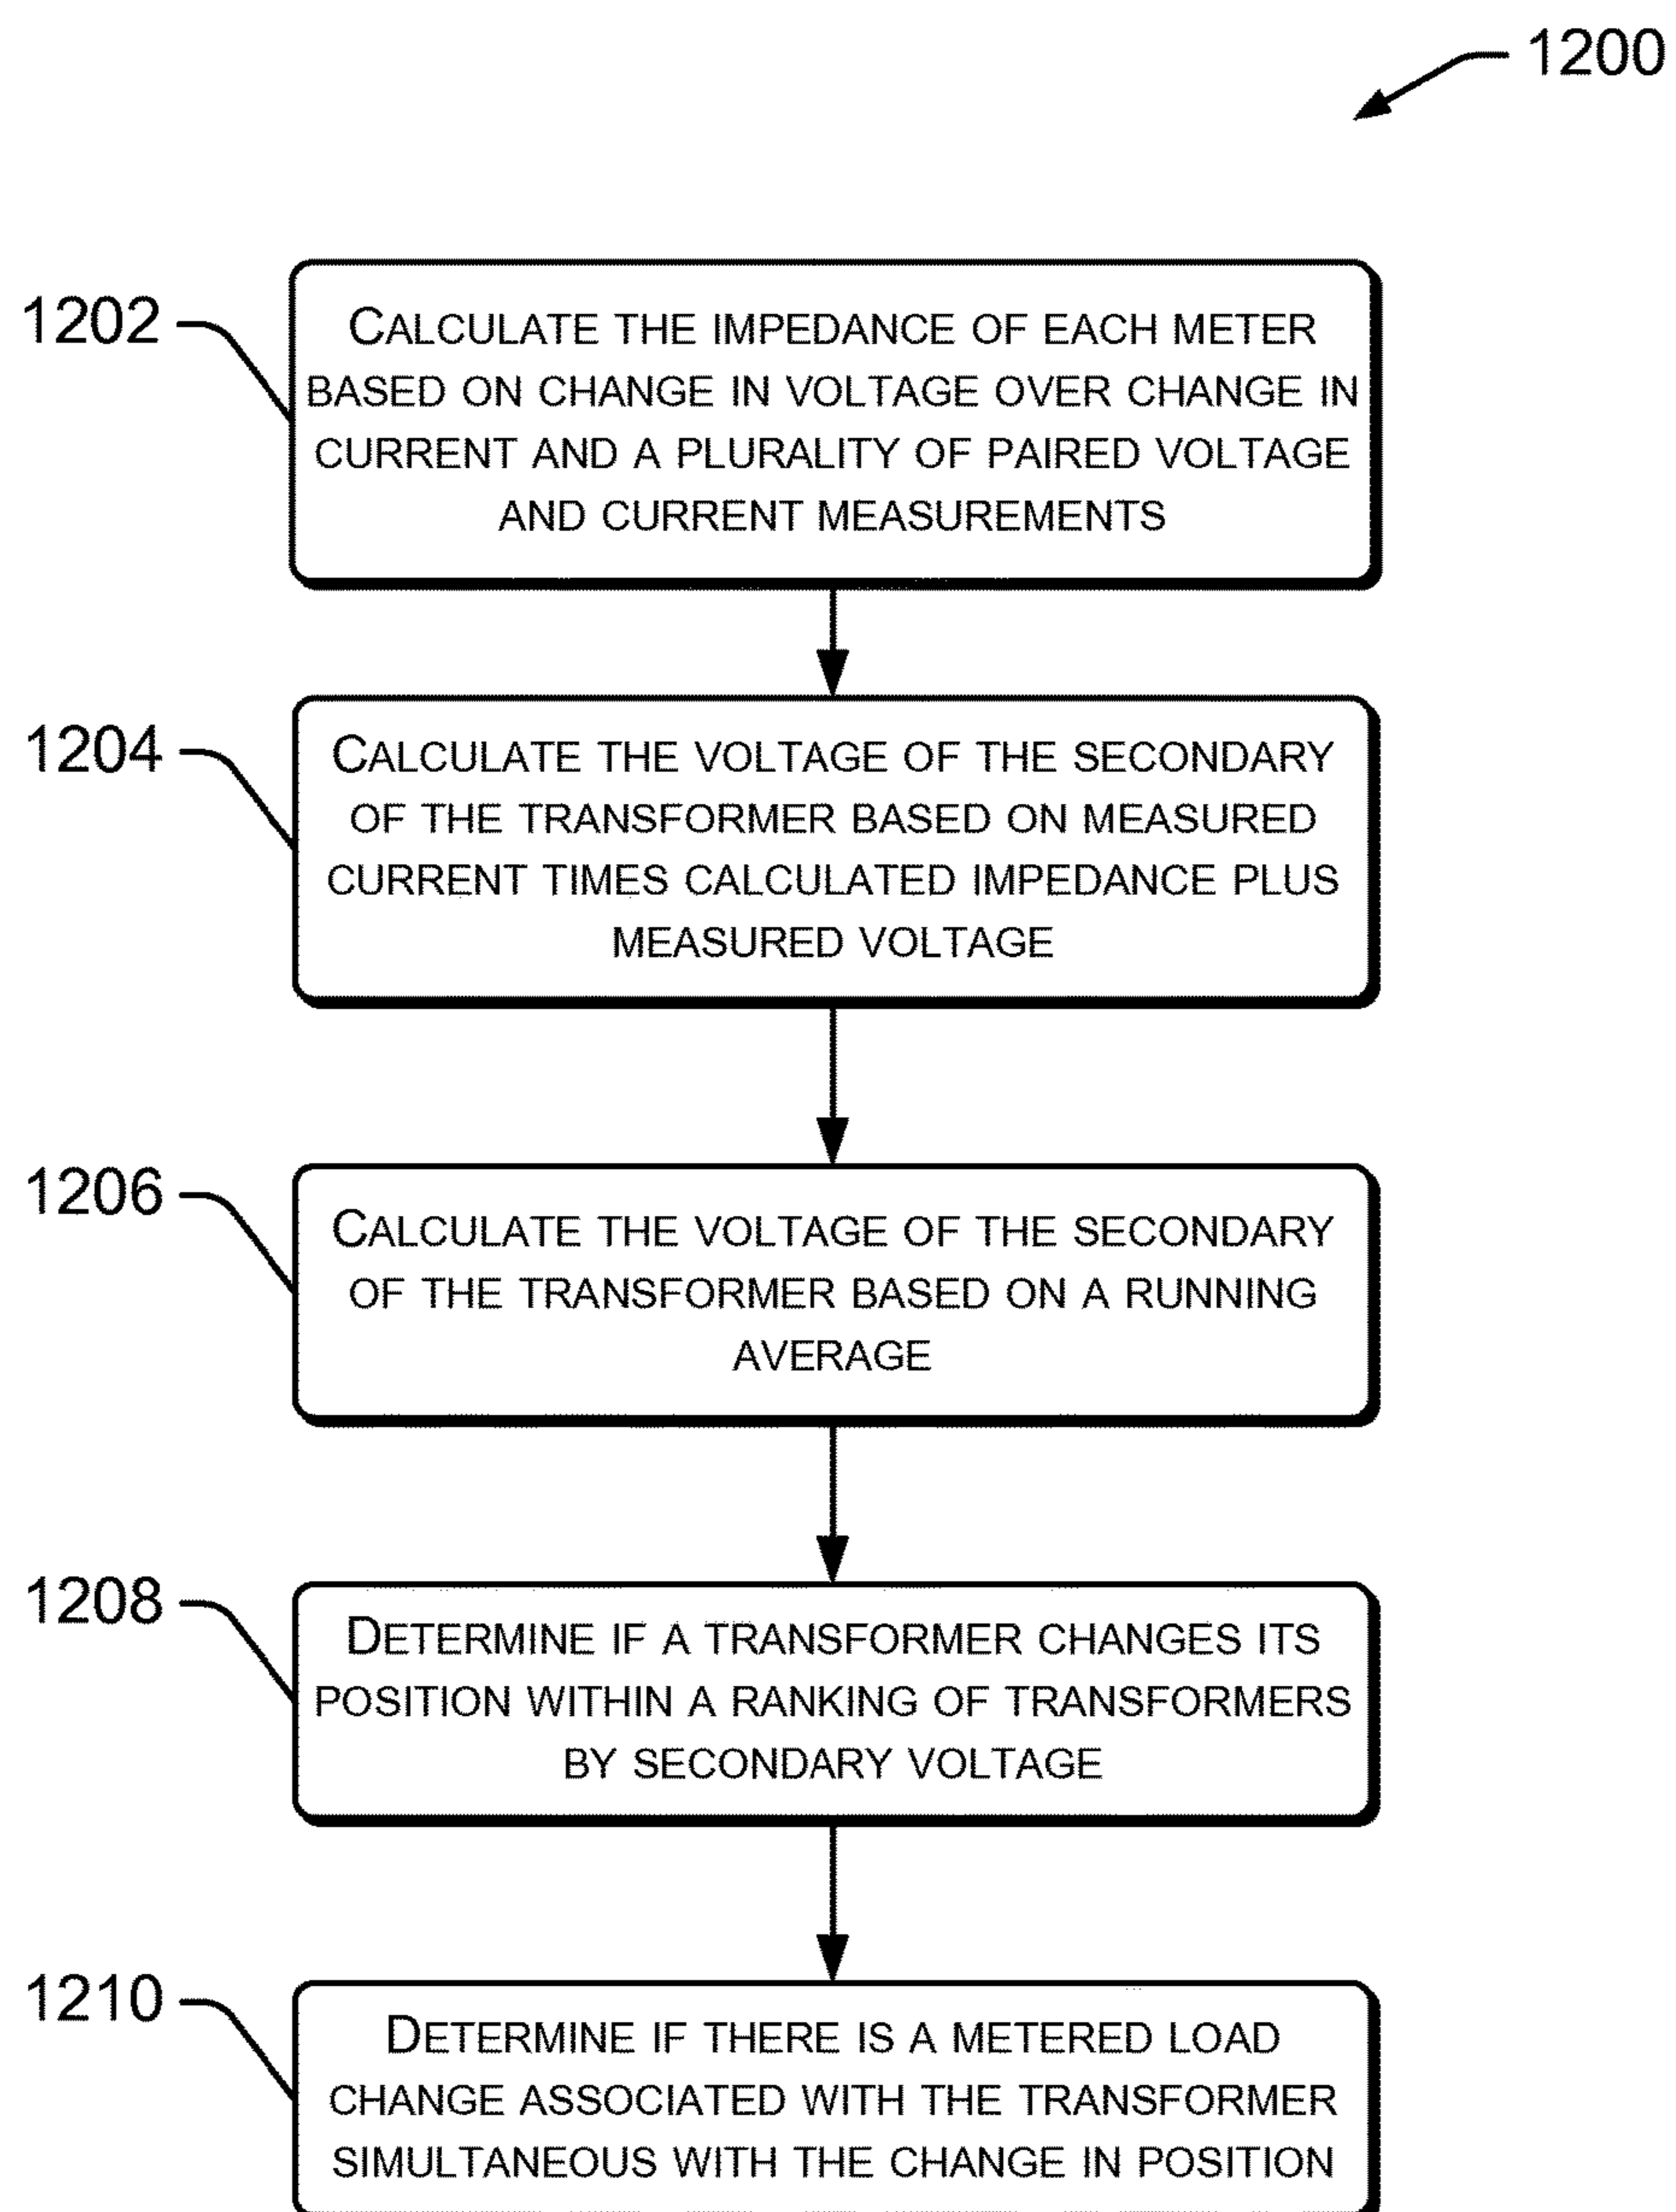 1200
1202
CALCULATE THE IMPEDANCE OF EACH METER
BASED ON CHANGE IN VOLTAGE OVER CHANGE IN
CURRENT AND A PLURALITY OF PAIRED VOLTAGE
AND CURRENT MEASUREMENTS
1204
CALCULATE THE VOLTAGE OF THE SECONDARY
OF THE TRANSFORMER BASED ON MEASURED
CURRENT TIMES CALCULATED IMPEDANCE PLUS
MEASURED VOLTAGE
1206
CALCULATE THE VOLTAGE OF THE SECONDARY
OF THE TRANSFORMER BASED ON A RUNNING
AVERAGE
1208
DETERMINE IF A TRANSFORMER CHANGES ITS
POSITION WITHIN A RANKING OF TRANSFORMERS
BY SECONDARY VOLTAGE
1210
DETERMINE IF THERE IS A METERED LOAD
CHANGE ASSOCIATED WITH THE TRANSFORMER
SIMULTANEOUS WITH THE CHANGE IN POSITION